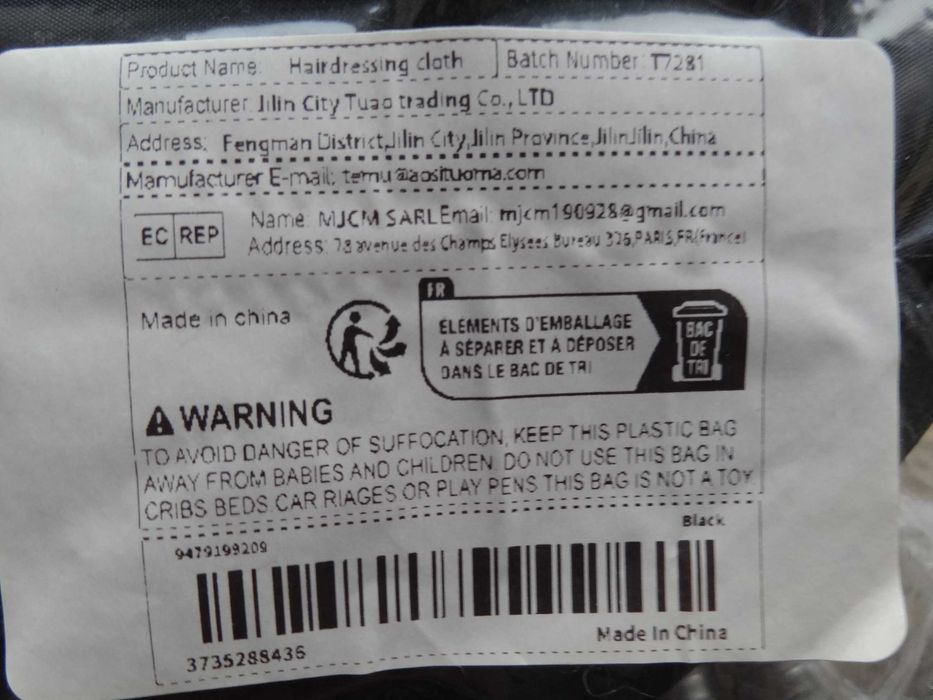 Product Name: Hairdressing cloth Batch Number: T7281
Manufacturer: Jilin City Tuao trading Co., LTD
Address: Fengman District,Jilin City,Jilin Province,JilinJilin,China
Mamufacturer E-mail: temu@aosituoma.com
EC REP
Name: MJCM SARL Email: mjcm190928@gmail.com
Address: 78 avenue des Champs Elysees Bureau 326,PARIS,FR(France)
Made in china
FR
ÉLÉMENTS D'EMBALLAGE
À SÉPARER ET À DÉPOSER
DANS LE BAC DE TRI
BAC
DE
TRI
WARNING
TO AVOID DANGER OF SUFFOCATION, KEEP THIS PLASTIC BAG
AWAY FROM BABIES AND CHILDREN. DO NOT USE THIS BAG IN
CRIBS BEDS.CAR RIAGES OR PLAY PENS THIS BAG IS NOT A TOY
Black
9479199209
Made In China
3735288436